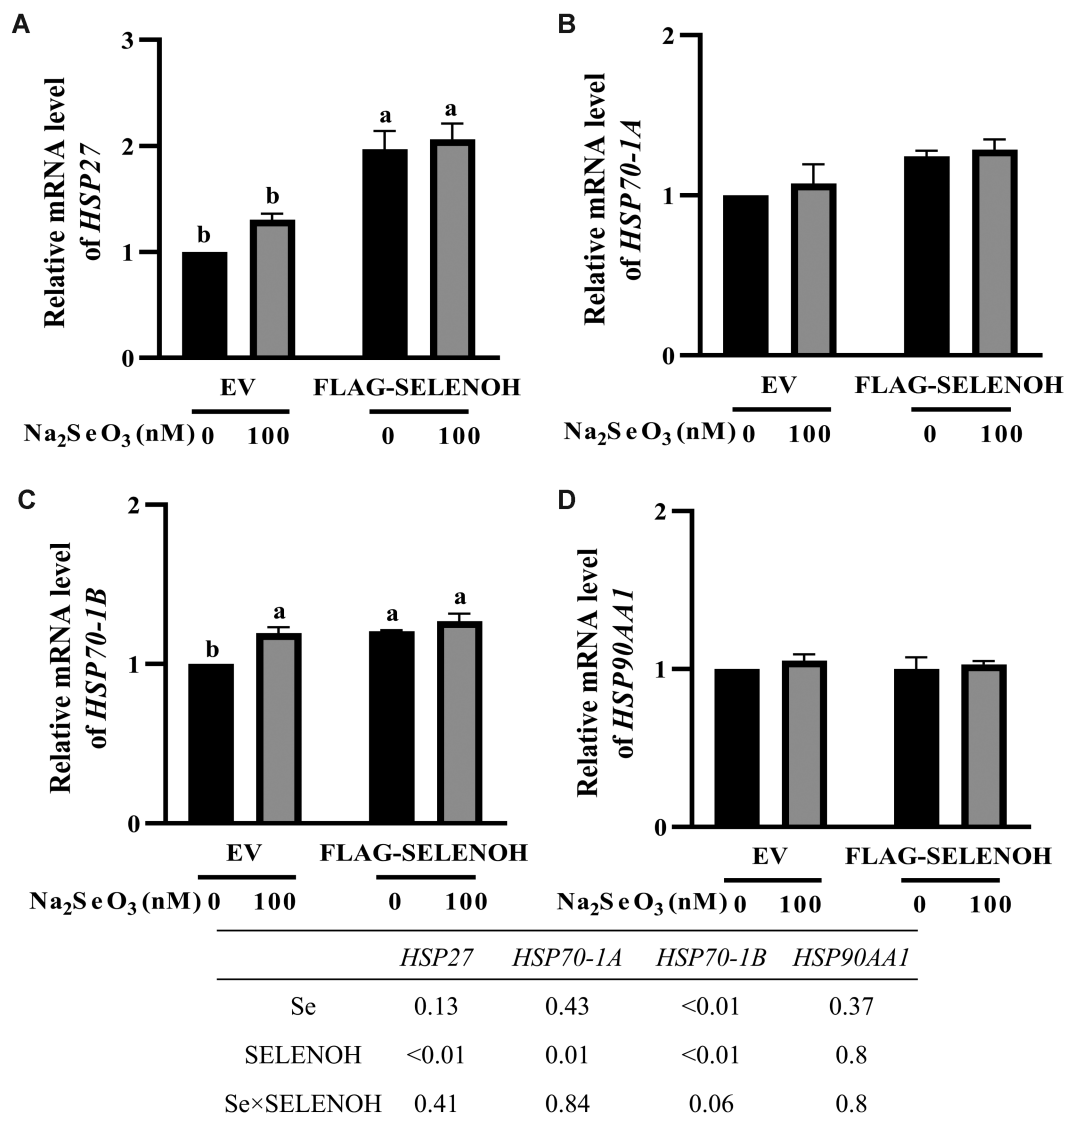 A
Relative mRNA level
of HSP27
3
2
1
0
b
b
a
a
EV
FLAG-SELENOH
Na2SeO3(nM) 0 100 0 100
B
Relative mRNA level
of HSP70-1A
2
1
0
EV
FLAG-SELENOH
Na2SeO3(nM) 0 100 0 100
C
Relative mRNA level
of HSP70-1B
2
1
0
b
a
a
a
EV
FLAG-SELENOH
Na2SeO3(nM) 0 100 0 100
D
Relative mRNA level
of HSP90AA1
2
1
0
EV
FLAG-SELENOH
Na2SeO3(nM) 0 100 0 100
HSP27 HSP70-1A HSP70-1B HSP90AA1
Se 0.13 0.43 <0.01 0.37
SELENOH <0.01 0.01 <0.01 0.8
Se×SELENOH 0.41 0.84 0.06 0.8